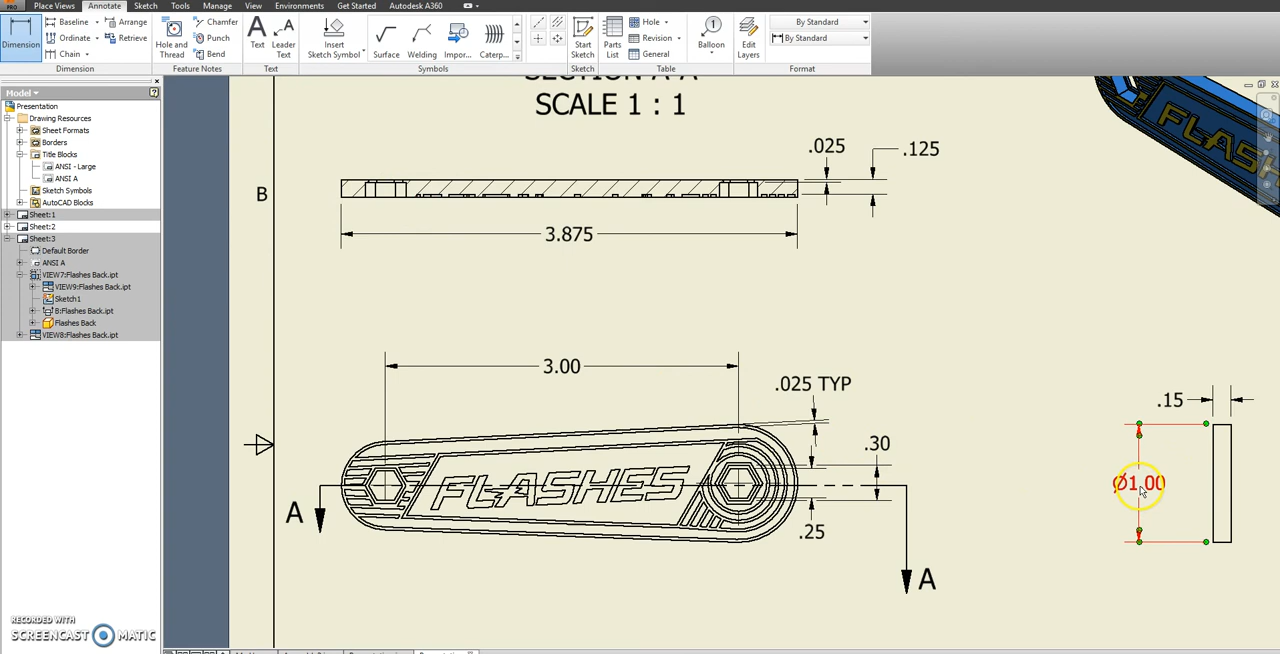 PRO
Place Views
Annotate
Sketch
Tools
Manage
View
Environments
Get Started
Autodesk A360
Dimension
Baseline
Ordinate
Chain
Arrange
Retrieve
Dimension
Hole and
Thread
Chamfer
Punch
Bend
Feature Notes
Text
Leader
Text
Text
Insert
Sketch Symbol
Surface
Welding
Impor...
Caterp...
Symbols
Start
Sketch
Sketch
Parts
List
Hole
Revision
General
Table
1
Balloon
Edit
Layers
By Standard
By Standard
Format
Model
Presentation
Drawing Resources
Sheet Formats
Borders
Title Blocks
ANSI - Large
ANSI A
Sketch Symbols
AutoCAD Blocks
Sheet:1
Sheet:2
Sheet:3
Default Border
ANSI A
VIEW7:Flashes Back.ipt
VIEW9:Flashes Back.ipt
Sketch1
B:Flashes Back.ipt
Flashes Back
VIEW8:Flashes Back.ipt
SECTION A-A
SCALE 1 : 1
.025
.125
B
3.875
3.00
.025 TYP
.30
.25
FLASHES
A
A
.15
Ø1.00
FLASH
RECORDED WITH
SCREENCAST MATIC